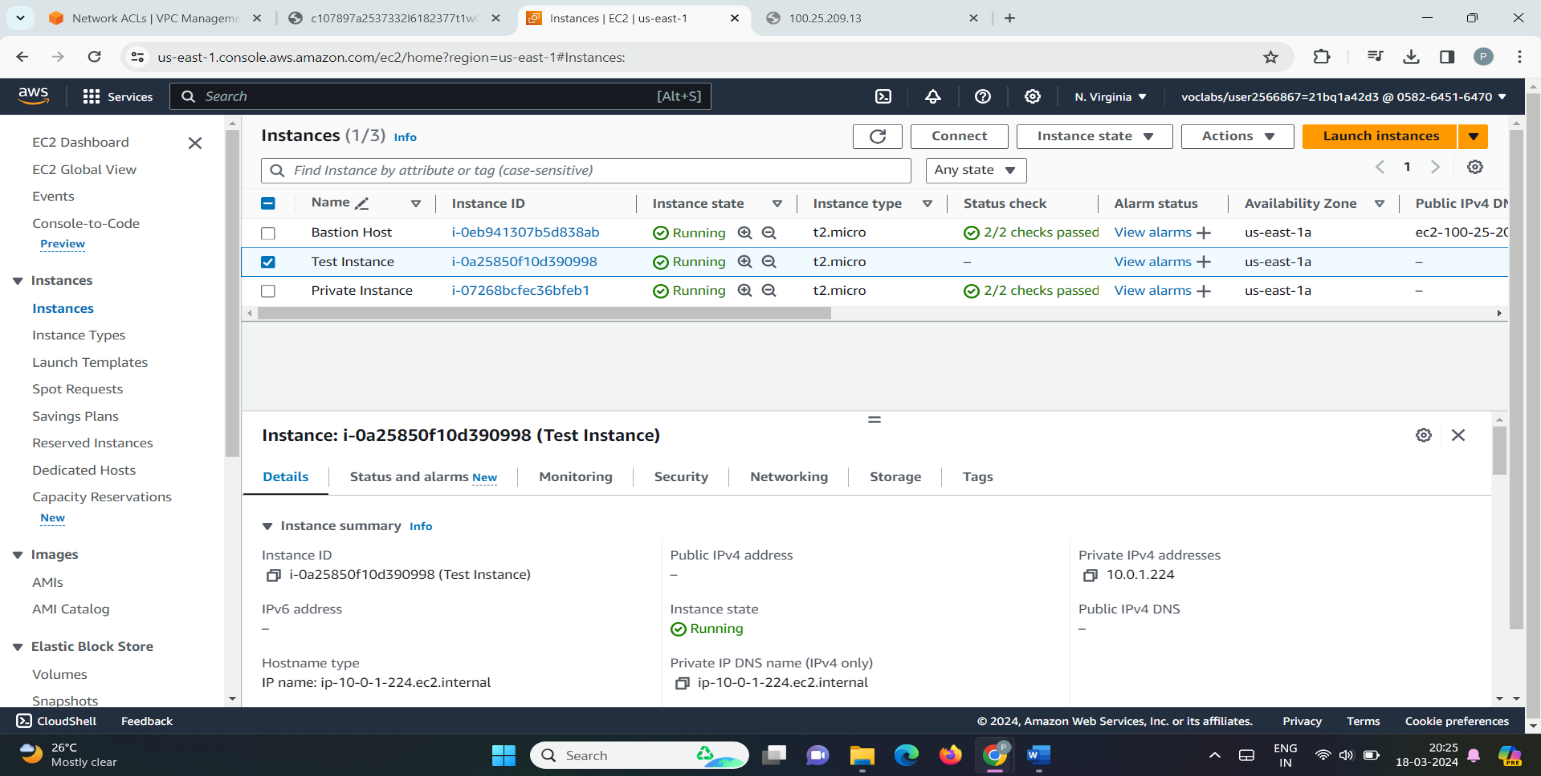 Network ACLs | VPC Manageme
c107897a2537332l6182377t1w0
Instances | EC2 | us-east-1
100.25.209.13
us-east-1.console.aws.amazon.com/ec2/home?region=us-east-1#Instances:
P
aws
Services
Search
[Alt+S]
N. Virginia
voclabs/user2566867=21bq1a42d3 @ 0582-6451-6470
EC2 Dashboard
EC2 Global View
Events
Console-to-Code
Preview
Instances
Instances
Instance Types
Launch Templates
Spot Requests
Savings Plans
Reserved Instances
Dedicated Hosts
Capacity Reservations
New
Images
AMIs
AMI Catalog
Elastic Block Store
Volumes
Snapshots
Instances (1/3) Info
Connect
Instance state
Actions
Launch instances
Find Instance by attribute or tag (case-sensitive)
Any state
1
Name Instance ID Instance state Instance type Status check Alarm status Availability Zone Public IPv4 DN
Bastion Host i-0eb941307b5d838ab Running t2.micro 2/2 checks passed View alarms + us-east-1a ec2-100-25-20
Test Instance i-0a25850f10d390998 Running t2.micro – View alarms + us-east-1a –
Private Instance i-07268bcfec36bfeb1 Running t2.micro 2/2 checks passed View alarms + us-east-1a –
Instance: i-0a25850f10d390998 (Test Instance)
Details Status and alarms New Monitoring Security Networking Storage Tags
Instance summary Info
Instance ID
i-0a25850f10d390998 (Test Instance)
Public IPv4 address
–
Private IPv4 addresses
10.0.1.224
IPv6 address
–
Instance state
Running
Public IPv4 DNS
–
Hostname type
IP name: ip-10-0-1-224.ec2.internal
Private IP DNS name (IPv4 only)
ip-10-0-1-224.ec2.internal
CloudShell Feedback
© 2024, Amazon Web Services, Inc. or its affiliates. Privacy Terms Cookie preferences
26°C
Mostly clear
Search
ENG
IN
20:25
18-03-2024
PRE